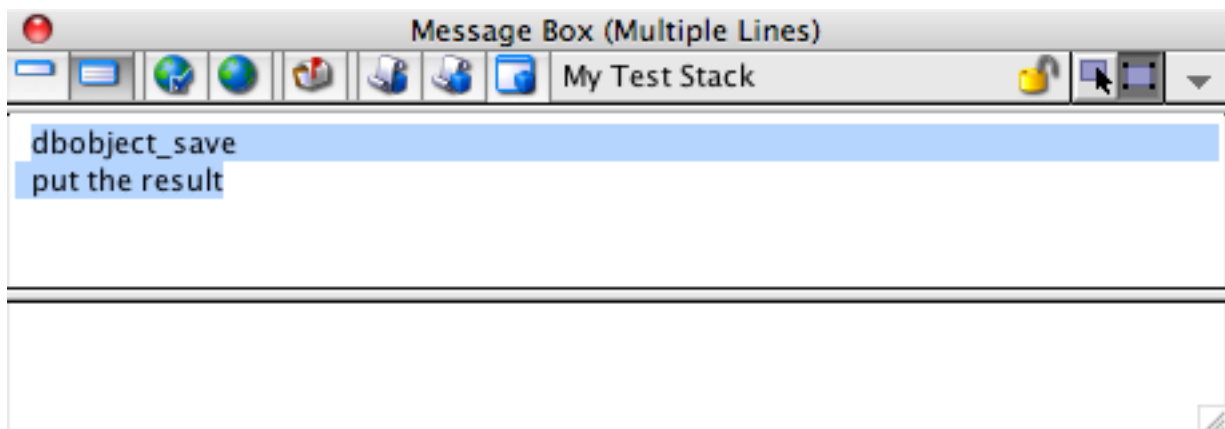 Message Box (Multiple Lines)
My Test Stack
dbobject_save
put the result